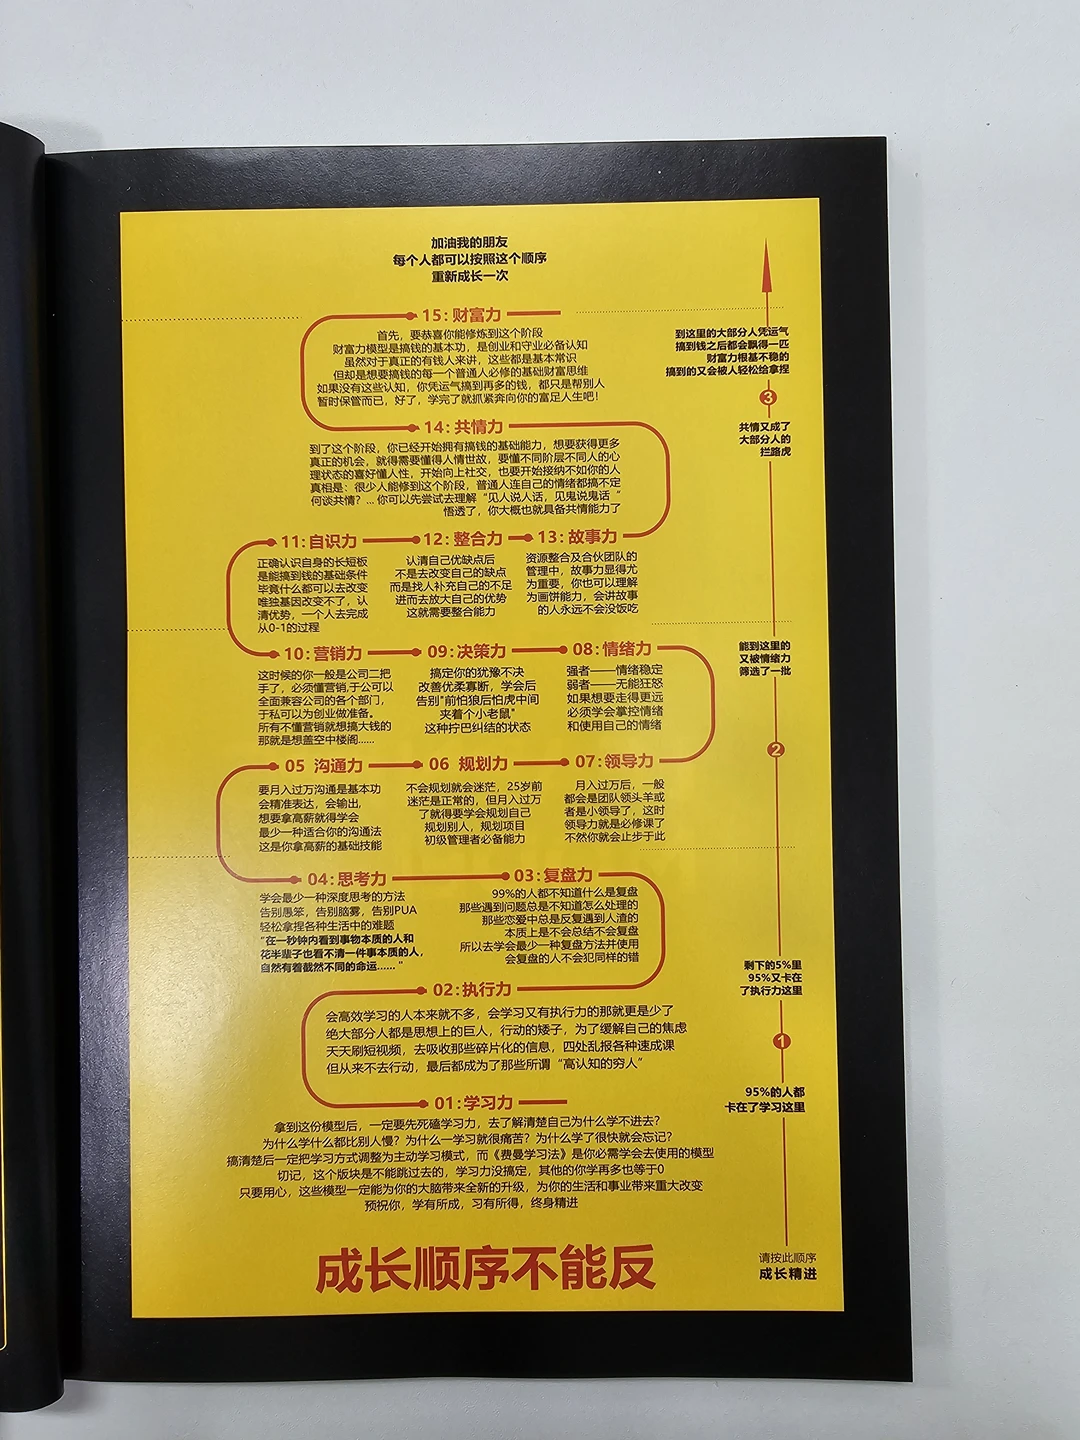 加油我的朋友
每个人都可以按照这个顺序
重新成长一次
15:财富力
首先，要恭喜你能修炼到这个阶段
财富力模型是搞钱的基本功，是创业和守业必备认知
虽然对于真正的有钱人来讲，这些都是基本常识
但却是想要搞钱的每一个普通人必修的基础财富思维
如果没有这些认知，你凭运气搞到再多的钱，都只是帮别人
暂时保管而已，好了，学完了就抓紧奔向你的富足人生吧！
到这里的大部分人凭运气
搞到钱之后都会飘得一匹
财富力根基不稳的
搞到的又会被人轻松给拿捏
3
14:共情力
到了这个阶段，你已经开始拥有搞钱的基础能力，想要获得更多
真正的机会，就得需要懂得人情世故，要懂不同阶层不同人的心
理状态的喜好懂人性，开始向上社交，也要开始接纳不如你的人
真相是：很少人能修到这个阶段，普通人连自己的情绪都搞不定
何谈共情？... 你可以先尝试去理解“见人说人话，见鬼说鬼话 “
悟透了，你大概也就具备共情能力了
共情又成了
大部分人的
拦路虎
11:自识力
正确认识自身的长短板
是能搞到钱的基础条件
毕竟什么都可以去改变
唯独基因改变不了，认
清优势，一个人去完成
从0-1的过程
12:整合力
认清自己优缺点后
不是去改变自己的缺点
而是找人补充自己的不足
进而去放大自己的优势
这就需要整合能力
13:故事力
资源整合及合伙团队的
管理中，故事力显得尤
为重要，你也可以理解
为画饼能力，会讲故事
的人永远不会没饭吃
10:营销力
这时候的你一般是公司二把
手了，必须懂营销,于公可以
全面兼容公司的各个部门，
于私可以为创业做准备。
所有不懂营销就想搞大钱的
那就是想盖空中楼阁......
09:决策力
搞定你的犹豫不决
改善优柔寡断，学会后
告别"前怕狼后怕虎中间
夹着个小老鼠"
这种拧巴纠结的状态
08:情绪力
强者——情绪稳定
弱者——无能狂怒
如果想要走得更远
必须学会掌控情绪
和使用自己的情绪
能到这里的
又被情绪力
筛选了一批
2
05 沟通力
要月入过万沟通是基本功
会精准表达，会输出，
想要拿高薪就得学会
最少一种适合你的沟通法
这是你拿高薪的基础技能
06 规划力
不会规划就会迷茫，25岁前
迷茫是正常的，但月入过万
了就得要学会规划自己
规划别人，规划项目
初级管理者必备能力
07:领导力
月入过万后，一般
都会是团队领头羊或
者是小领导了，这时
领导力就是必修课了
不然你就会止步于此
04:思考力
学会最少一种深度思考的方法
告别愚笨，告别脑雾，告别PUA
轻松拿捏各种生活中的难题
"在一秒钟内看到事物本质的人和
花半辈子也看不清一件事本质的人，
自然有着截然不同的命运...... "
03:复盘力
99%的人都不知道什么是复盘
那些遇到问题总是不知道怎么处理的
那些恋爱中总是反复遇到人渣的
本质上是不会总结不会复盘
所以去学会最少一种复盘方法并使用
会复盘的人不会犯同样的错
剩下的5%里
95%又卡在
了执行力这里
02:执行力
会高效学习的人本来就不多，会学习又有执行力的那就更是少了
绝大部分人都是思想上的巨人，行动的矮子，为了缓解自己的焦虑
天天刷短视频，去吸收那些碎片化的信息，四处乱报各种速成课
但从来不去行动，最后都成为了那些所谓“高认知的穷人”
1
95%的人都
卡在了学习这里
01:学习力
拿到这份模型后，一定要先死磕学习力，去了解清楚自己为什么学不进去？
为什么学什么都比别人慢？为什么一学习就很痛苦？为什么学了很快就会忘记？
搞清楚后一定把学习方式调整为主动学习模式，而《费曼学习法》是你必需学会去使用的模型
切记，这个版块是不能跳过去的，学习力没搞定，其他的你学再多也等于0
只要用心，这些模型一定能为你的大脑带来全新的升级，为你的生活和事业带来重大改变
预祝你，学有所成，习有所得，终身精进
成长顺序不能反
请按此顺序
成长精进